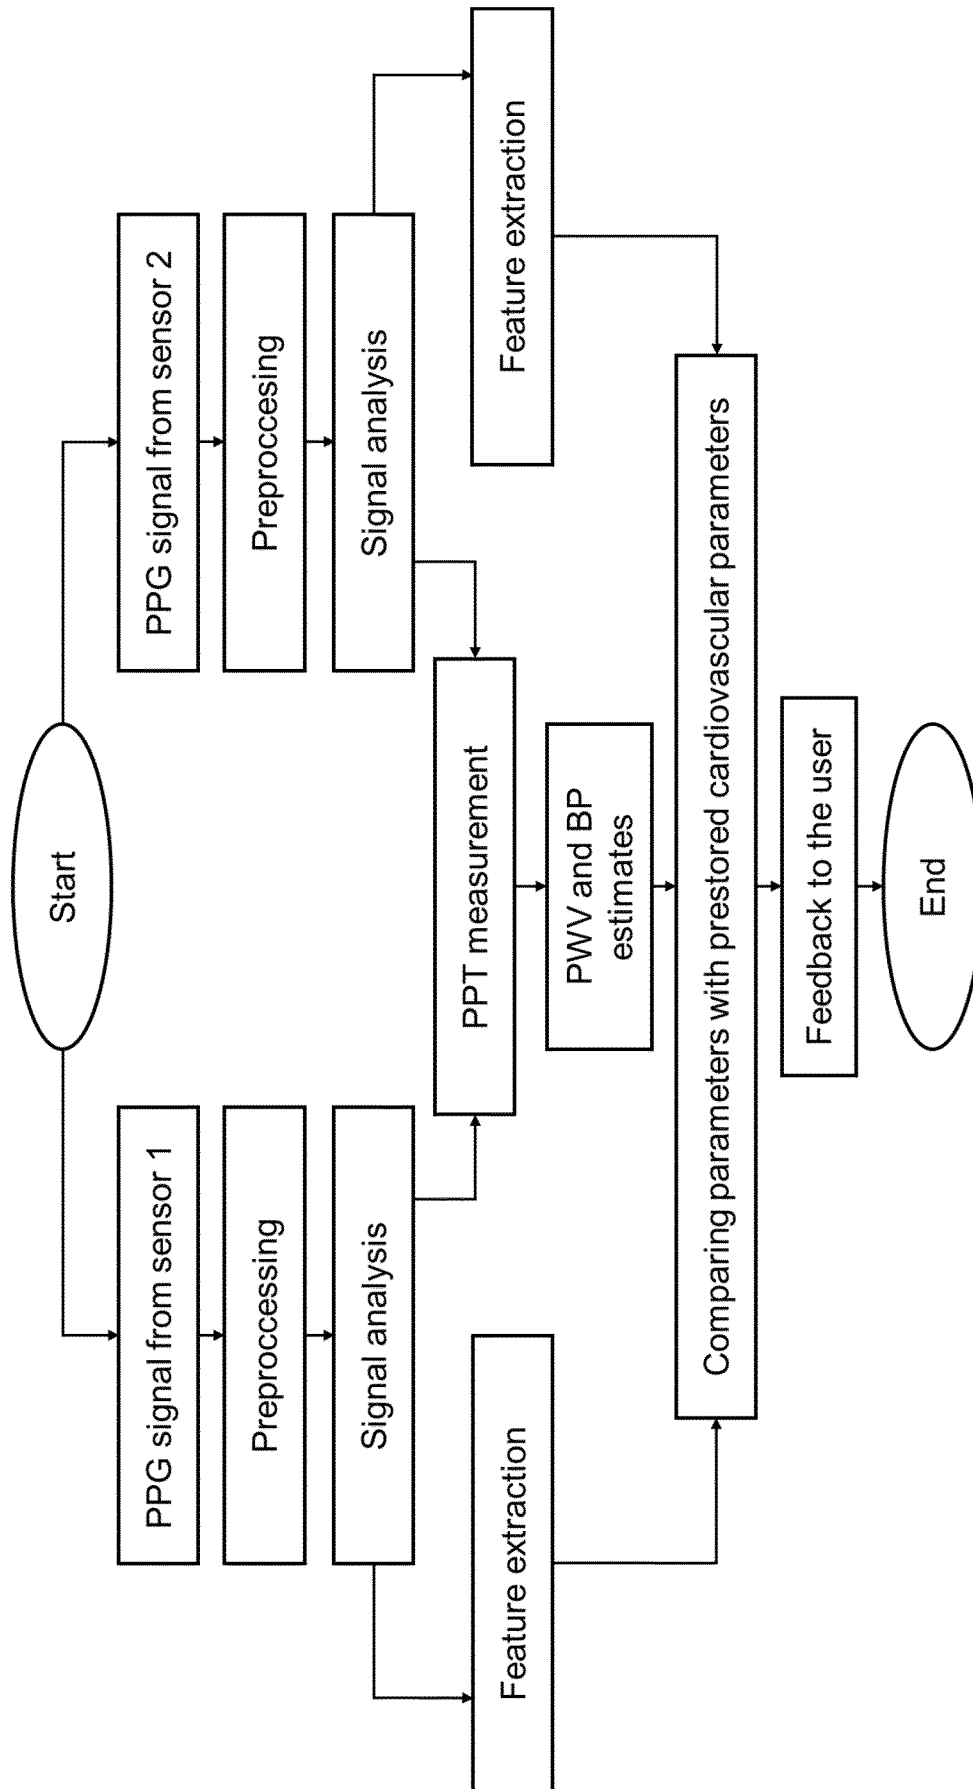 Start
PPG signal from sensor 1
PPG signal from sensor 2
Preproccessing
Preproccesing
Signal analysis
Signal analysis
PPT measurement
Feature extraction
Feature extraction
PWV and BP
estimates
Comparing parameters with prestored cardiovascular parameters
Feedback to the user
End